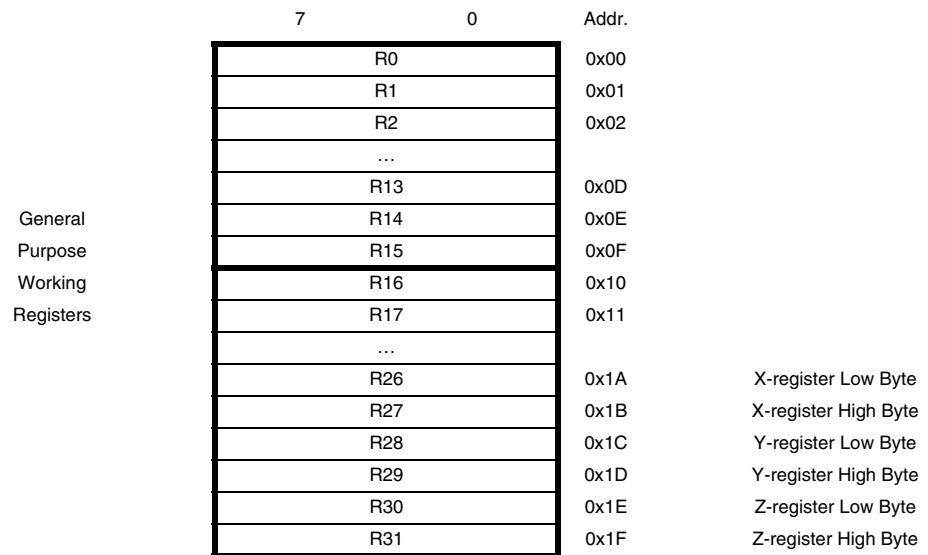 7 0 Addr.
R0 0x00
R1 0x01
R2 0x02
…
R13 0x0D
General R14 0x0E
Purpose R15 0x0F
Working R16 0x10
Registers R17 0x11
…
R26 0x1A X-register Low Byte
R27 0x1B X-register High Byte
R28 0x1C Y-register Low Byte
R29 0x1D Y-register High Byte
R30 0x1E Z-register Low Byte
R31 0x1F Z-register High Byte